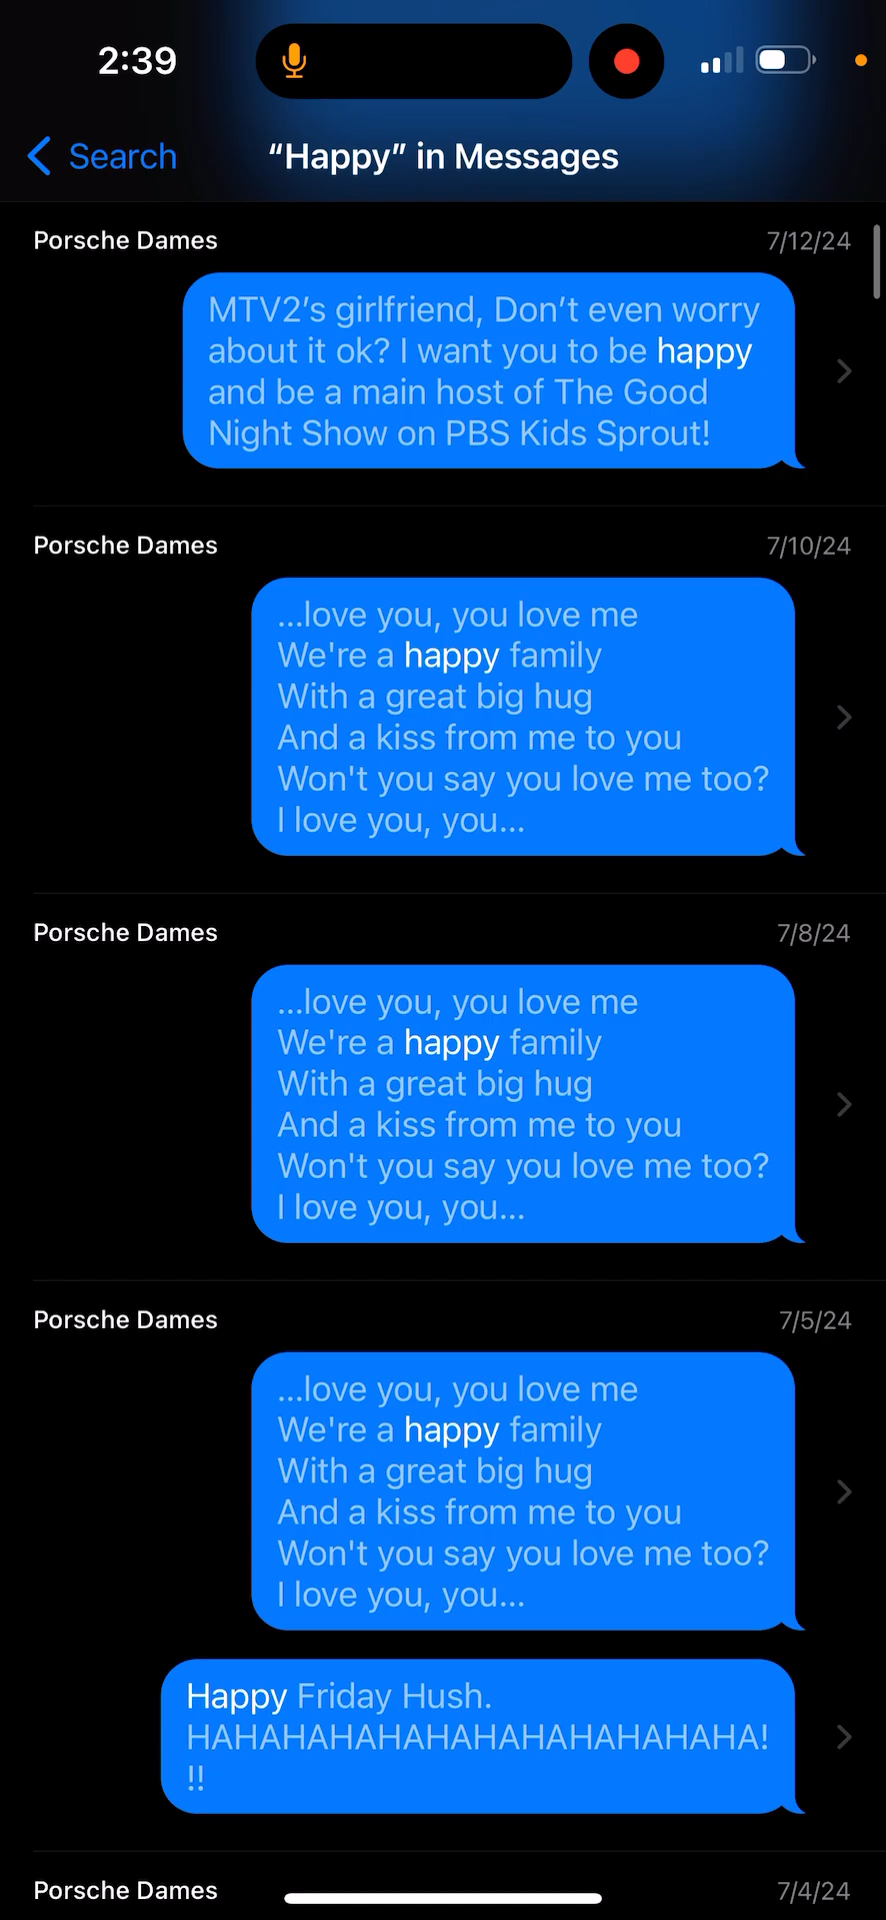 2:39
Search
“Happy” in Messages
Porsche Dames
7/12/24
MTV2’s girlfriend, Don’t even worry
about it ok? I want you to be happy
and be a main host of The Good
Night Show on PBS Kids Sprout!
Porsche Dames
7/10/24
...love you, you love me
We're a happy family
With a great big hug
And a kiss from me to you
Won't you say you love me too?
I love you, you...
Porsche Dames
7/8/24
...love you, you love me
We're a happy family
With a great big hug
And a kiss from me to you
Won't you say you love me too?
I love you, you...
Porsche Dames
7/5/24
...love you, you love me
We're a happy family
With a great big hug
And a kiss from me to you
Won't you say you love me too?
I love you, you...
Happy Friday Hush.
HAHAHAHAHAHAHAHAHAHAHAHA!
!!
Porsche Dames
7/4/24